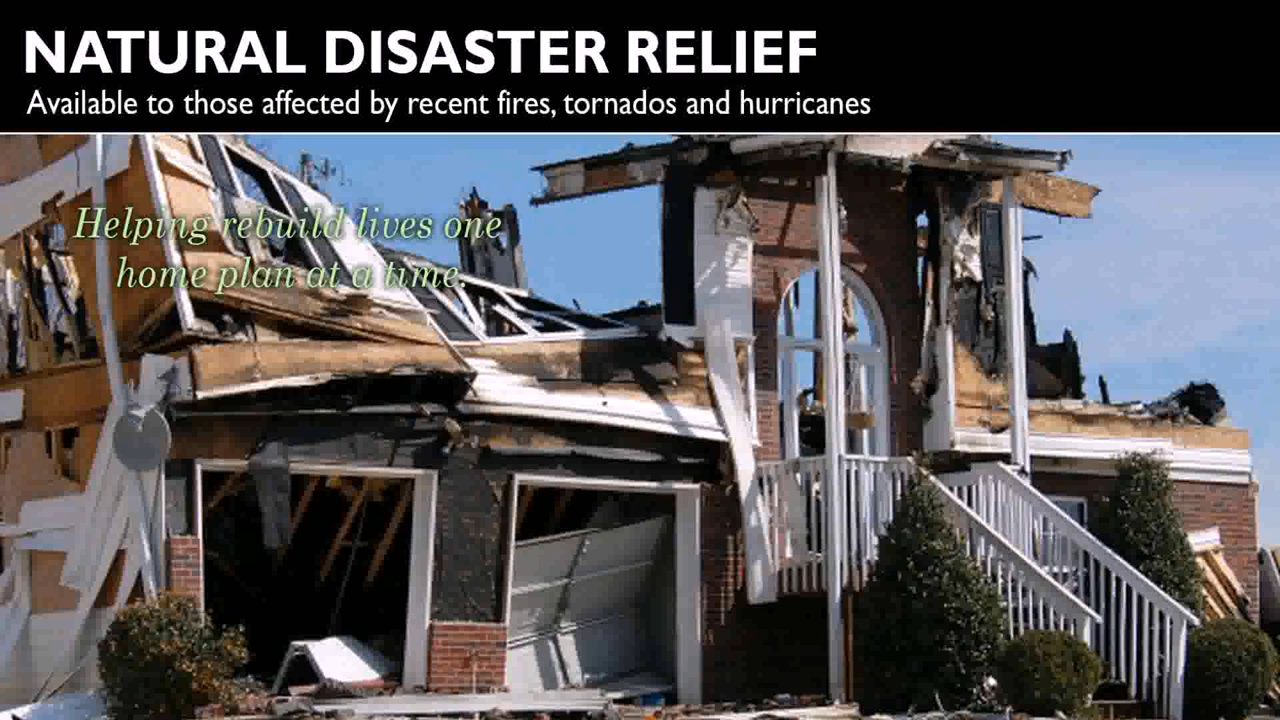 NATURAL DISASTER RELIEF
Available to those affected by recent fires, tornados and hurricanes
Helping rebuild lives one
home plan at a time.